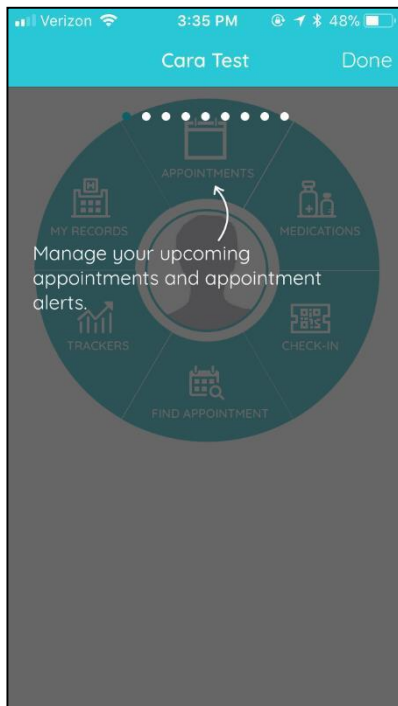 Verizon 3:35 PM 48%
Cara Test Done
APPOINTMENTS
MY RECORDS MEDICATIONS
Manage your upcoming
appointments and appointment
alerts.
TRACKERS CHECK-IN
FIND APPOINTMENT